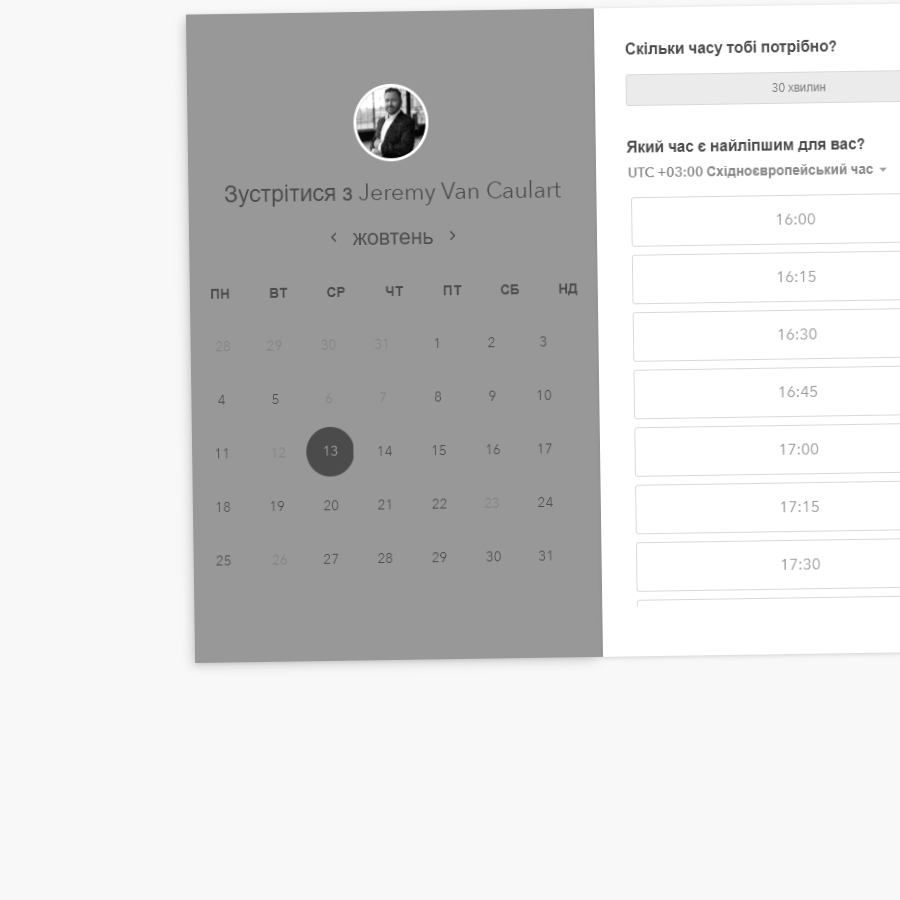 Зустрітися з Jeremy Van Caulart
жовтень
ПН ВТ СР ЧТ ПТ СБ НД
28 29 30 31 1 2 3
4 5 6 7 8 9 10
11 12 13 14 15 16 17
18 19 20 21 22 23 24
25 26 27 28 29 30 31
Скільки часу тобі потрібно?
30 хвилин
Який час є найліпшим для вас?
UTC +03:00 Східноєвропейський час
16:00
16:15
16:30
16:45
17:00
17:15
17:30